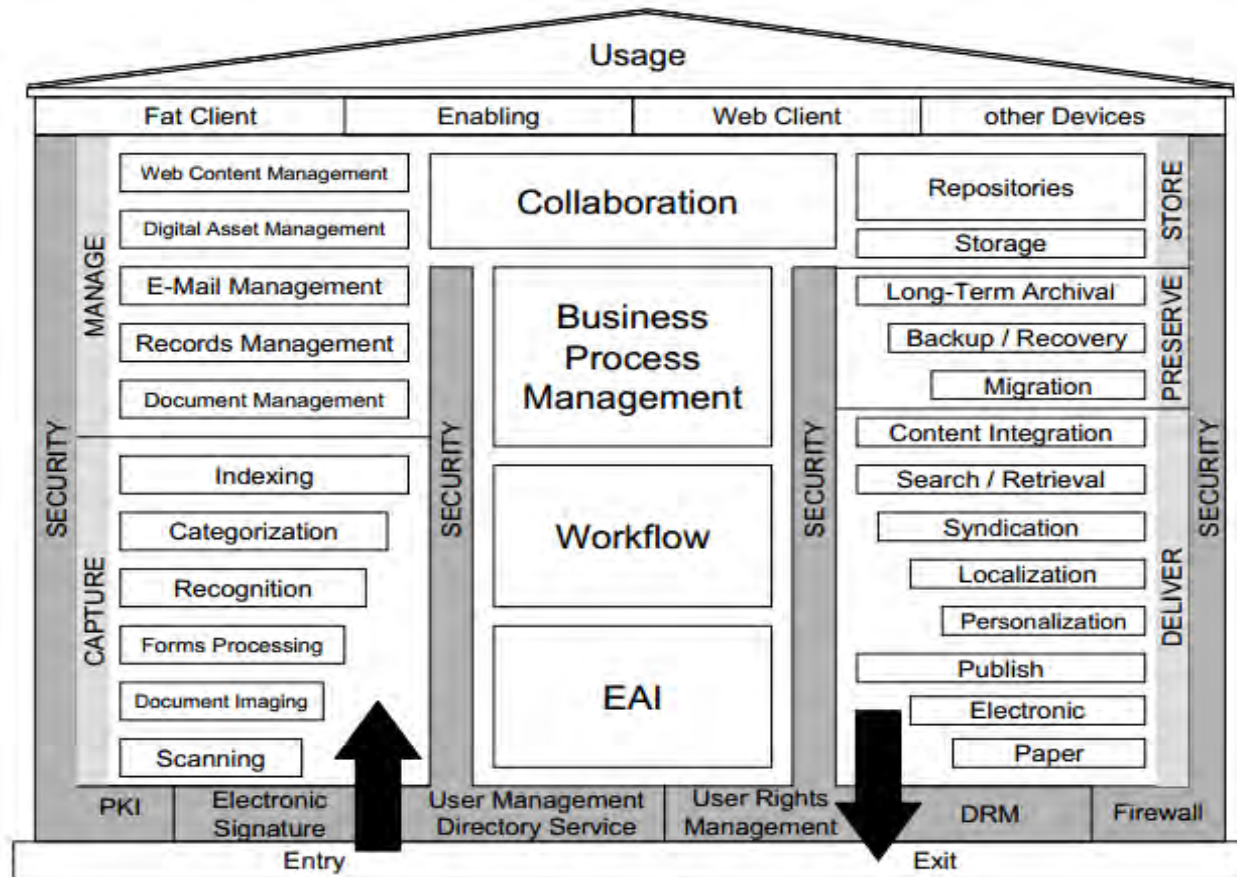 Usage
Fat Client
Enabling
Web Client
other Devices
SECURITY
MANAGE
Web Content Management
Digital Asset Management
E-Mail Management
Records Management
Document Management
CAPTURE
Indexing
Categorization
Recognition
Forms Processing
Document Imaging
Scanning
SECURITY
Collaboration
Business
Process
Management
Workflow
EAI
SECURITY
Repositories
Storage
STORE
Long-Term Archival
Backup / Recovery
Migration
PRESERVE
Content Integration
Search / Retrieval
Syndication
Localization
Personalization
Publish
Electronic
Paper
DELIVER
SECURITY
PKI
Electronic
Signature
User Management
Directory Service
User Rights
Management
DRM
Firewall
Entry
Exit